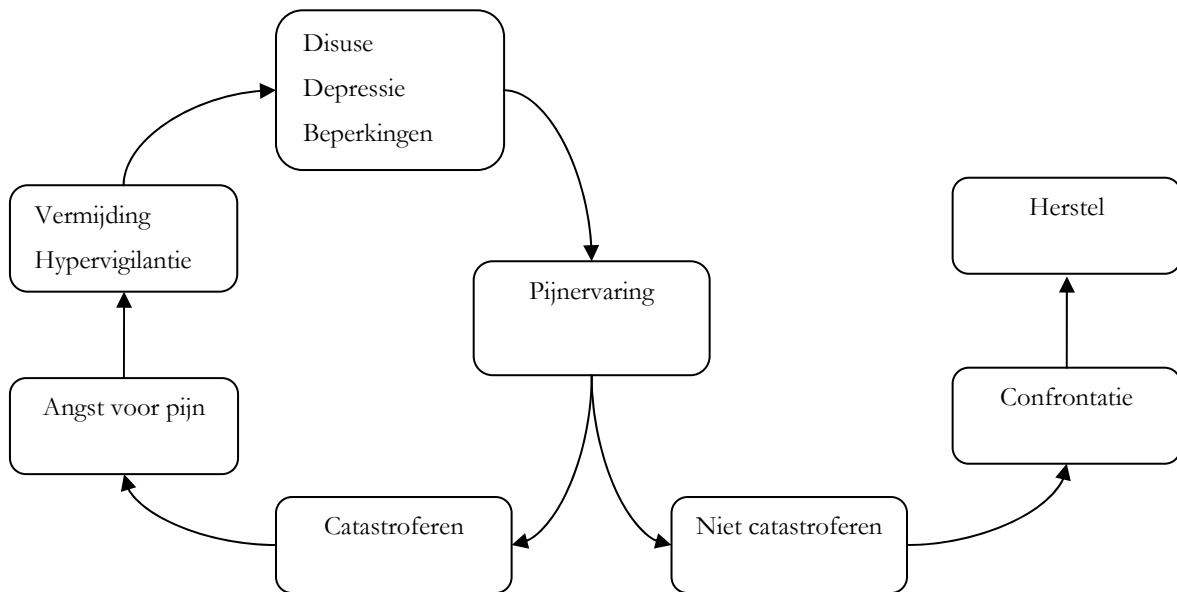 Disuse
Depressie
Beperkingen
Vermijding
Hypervigilantie
Herstel
Pijnervaring
Angst voor pijn
Confrontatie
Catastroferen
Niet catastroferen